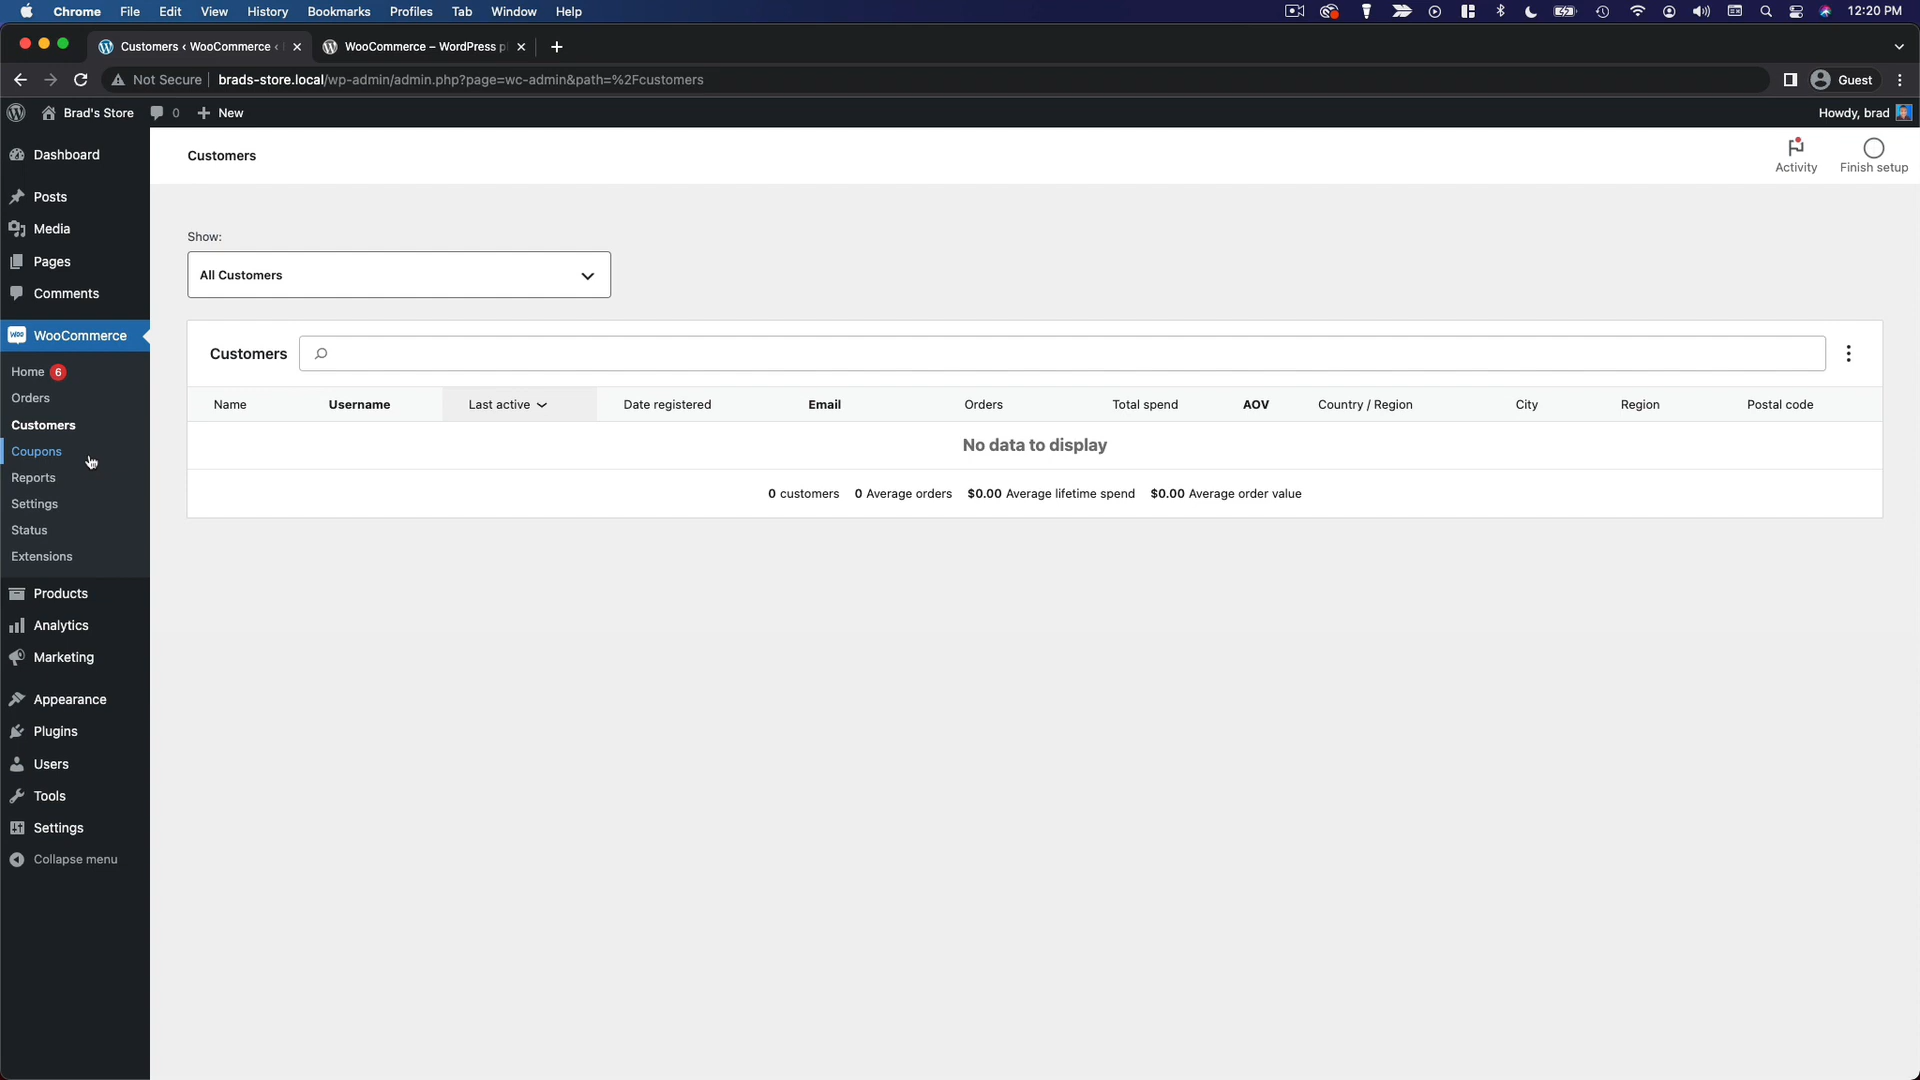 Chrome File Edit View History Bookmarks Profiles Tab Window Help 12:20 PM
Customers ‹ WooCommerce ‹ WooCommerce – WordPress p
Not Secure brads-store.local/wp-admin/admin.php?page=wc-admin&path=%2Fcustomers Guest
Brad's Store 0 New Howdy, brad
Dashboard
Posts
Media
Pages
Comments
woo WooCommerce
Home 6
Orders
Customers
Coupons
Reports
Settings
Status
Extensions
Products
Analytics
Marketing
Appearance
Plugins
Users
Tools
Settings
Collapse menu
Customers
Activity Finish setup
Show:
All Customers
Customers
Name Username Last active Date registered Email Orders Total spend AOV Country / Region City Region Postal code
No data to display
0 customers 0 Average orders $0.00 Average lifetime spend $0.00 Average order value